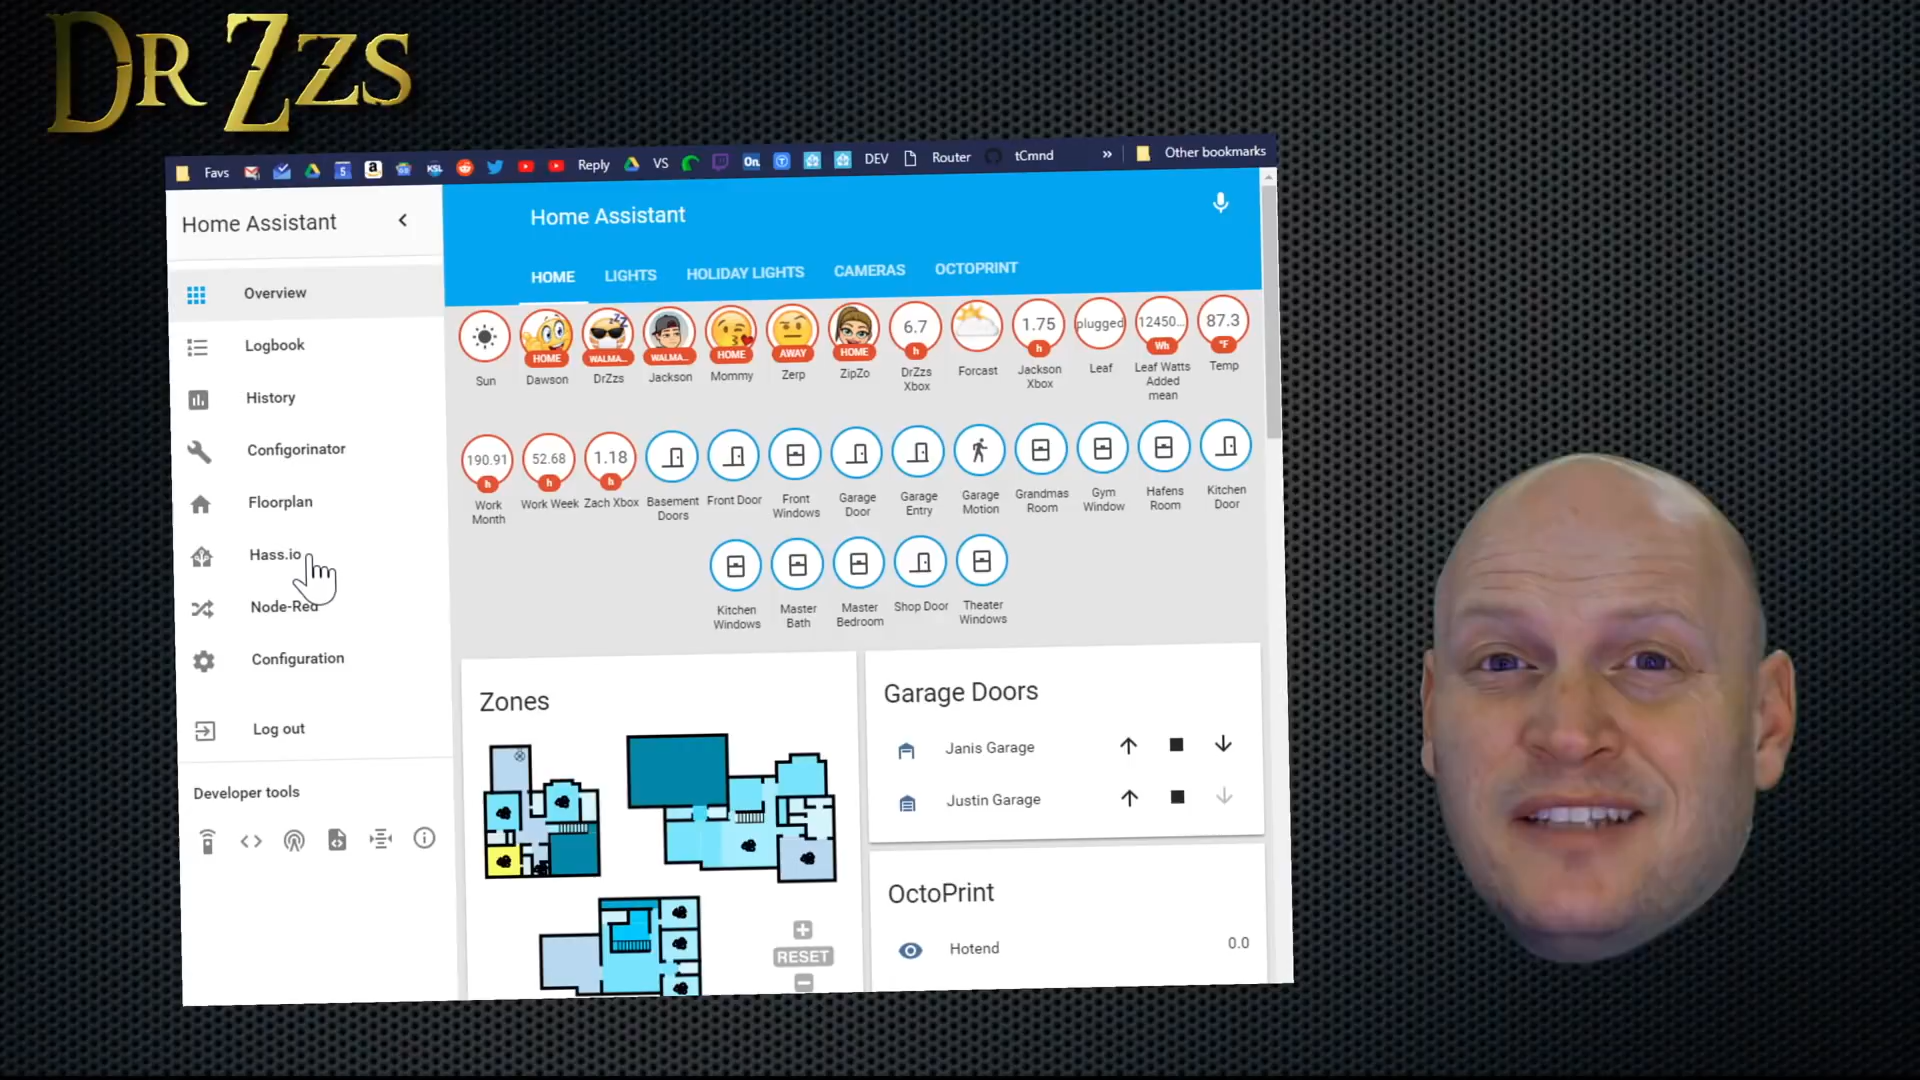 DR ZZS
Favs
Reply
VS
DEV
Router
tCmnd
»
Other bookmarks
Home Assistant
Overview
Logbook
History
Configorinator
Floorplan
Hass.io
Node-Red
Configuration
Log out
Developer tools
Home Assistant
HOME LIGHTS HOLIDAY LIGHTS CAMERAS OCTOPRINT
6.7 1.75 plugged 12450... 87.3
HOME WALMA... WALMA... HOME AWAY HOME h h Wh °F
Sun Dawson DrZzs Jackson Mommy Zerp ZipZo DrZzs Xbox Forcast Jackson Xbox Leaf Leaf Watts Added mean Temp
190.91 52.68 1.18
h h h
Work Month Work Week Zach Xbox Basement Doors Front Door Front Windows Garage Door Garage Entry Garage Motion Grandmas Room Gym Window Hafens Room Kitchen Door
Kitchen Windows Master Bath Master Bedroom Shop Door Theater Windows
Zones
RESET
Garage Doors
Janis Garage
Justin Garage
OctoPrint
Hotend 0.0